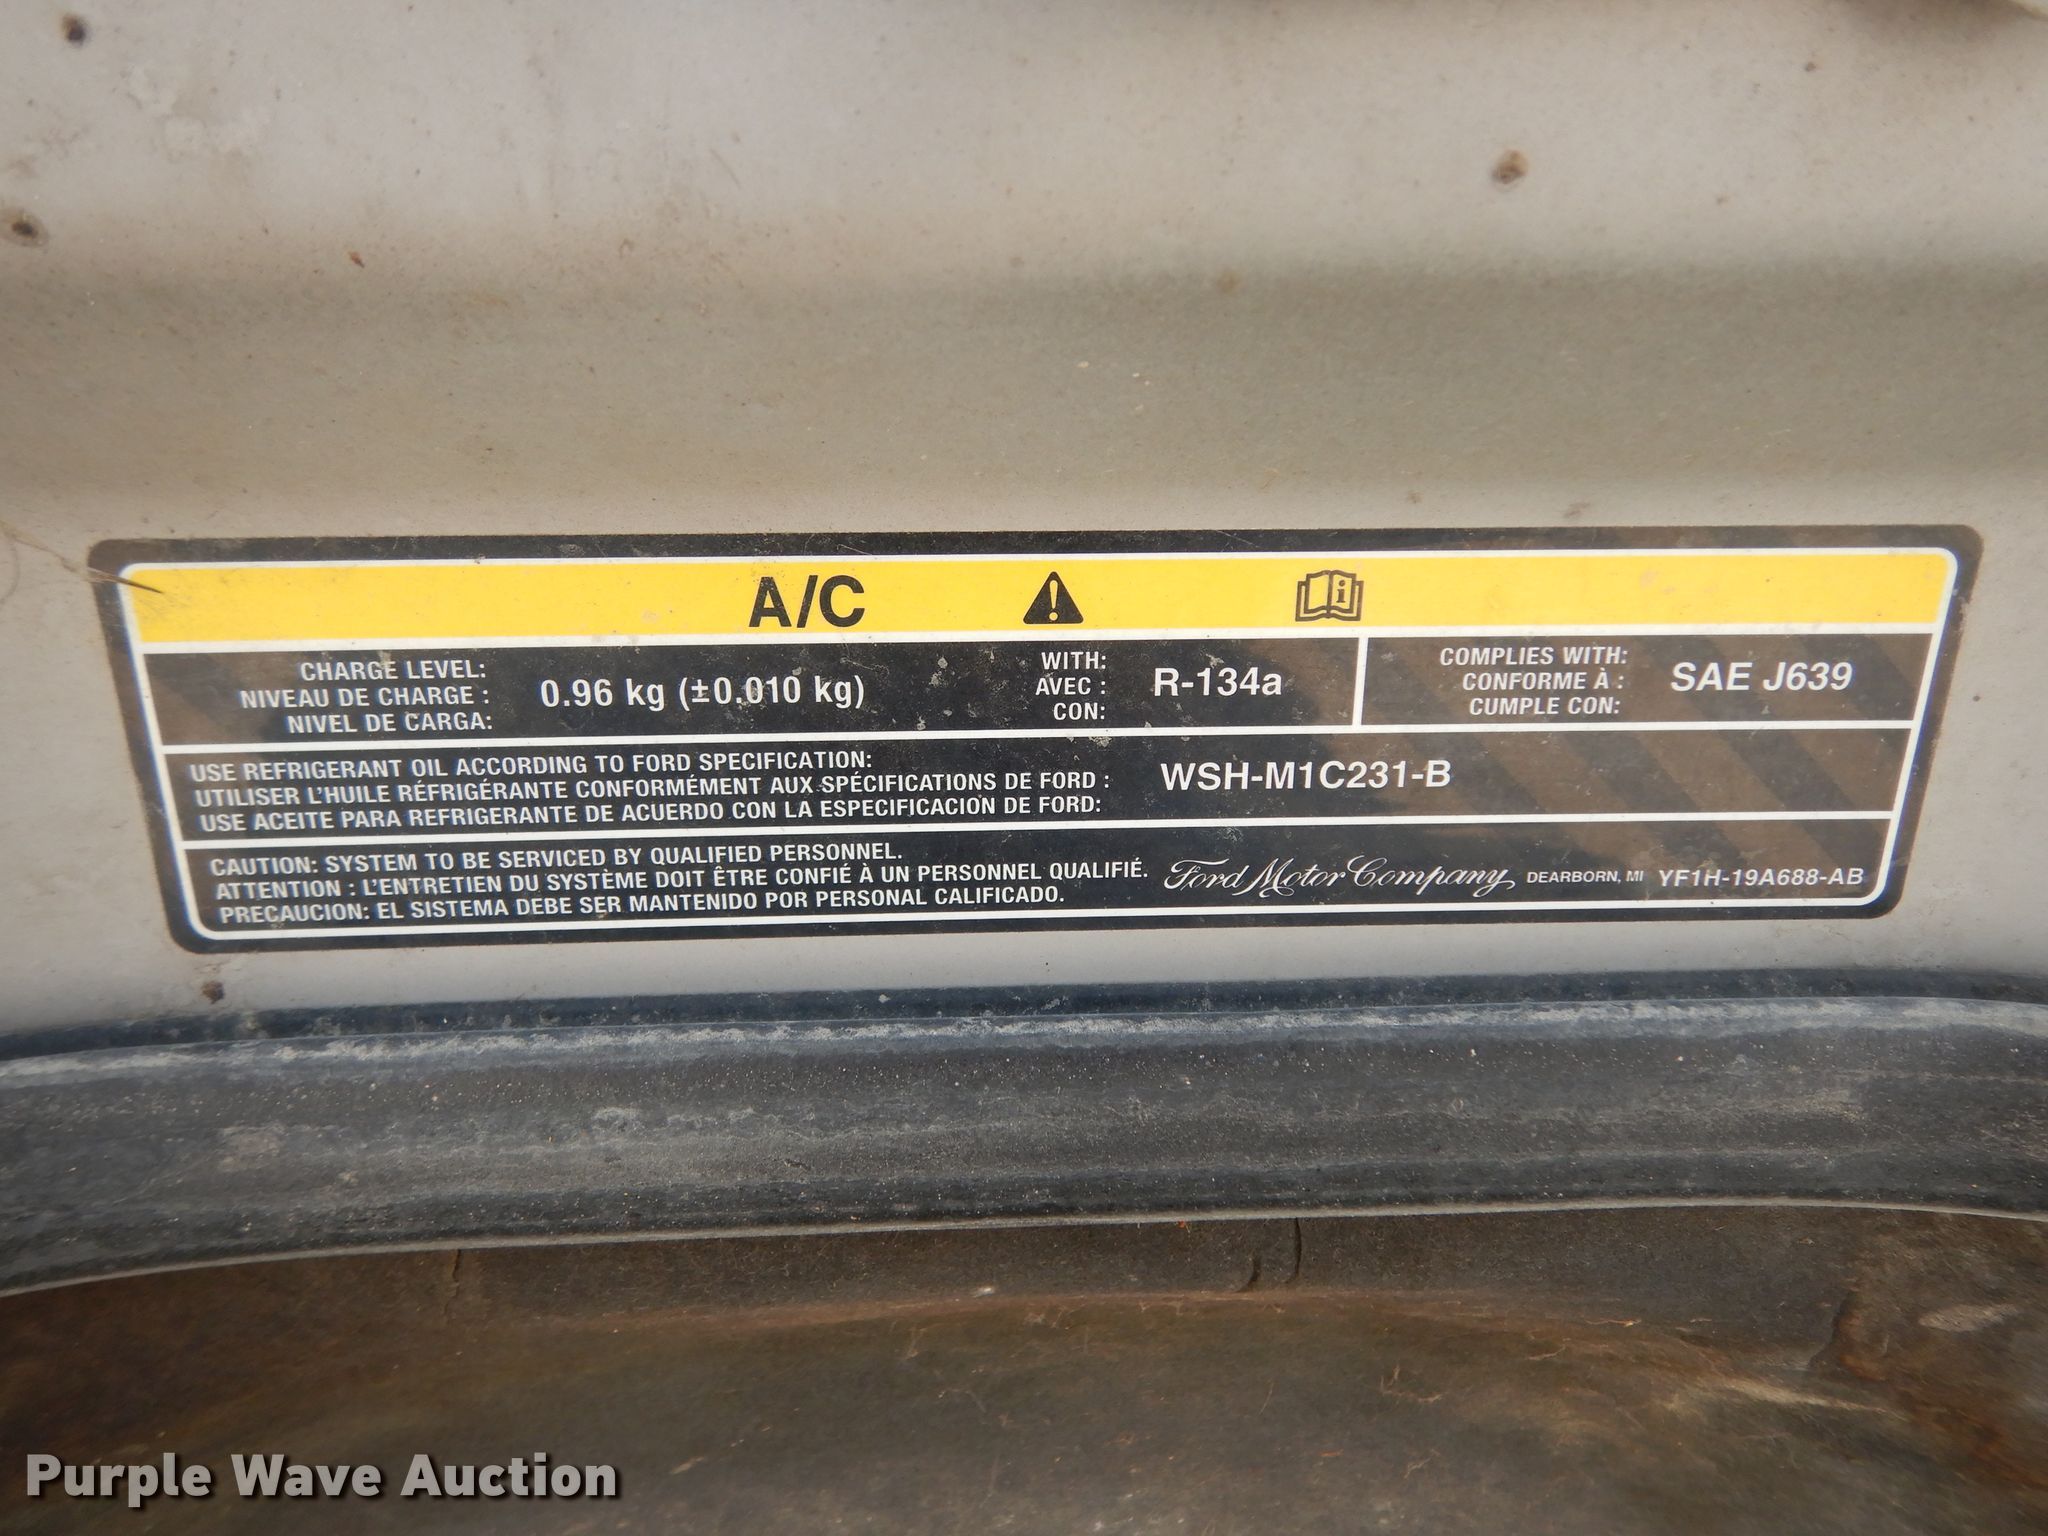 A/C
CHARGE LEVEL:
NIVEAU DE CHARGE :
NIVEL DE CARGA:
0.96 kg (±0.010 kg)
WITH:
AVEC :
CON:
R-134a
COMPLIES WITH:
CONFORME À :
CUMPLE CON:
SAE J639
USE REFRIGERANT OIL ACCORDING TO FORD SPECIFICATION:
UTILISER L'HUILE RÉFRIGÉRANTE CONFORMÉMENT AUX SPÉCIFICATIONS DE FORD :
USE ACEITE PARA REFRIGERANTE DE ACUERDO CON LA ESPECIFICACION DE FORD:
WSH-M1C231-B
CAUTION: SYSTEM TO BE SERVICED BY QUALIFIED PERSONNEL.
ATTENTION : L'ENTRETIEN DU SYSTÈME DOIT ÊTRE CONFIÉ À UN PERSONNEL QUALIFIÉ.
PRECAUCION: EL SISTEMA DEBE SER MANTENIDO POR PERSONAL CALIFICADO.
Ford Motor Company, DEARBORN, MI YF1H-19A688-AB
Purple Wave Auction